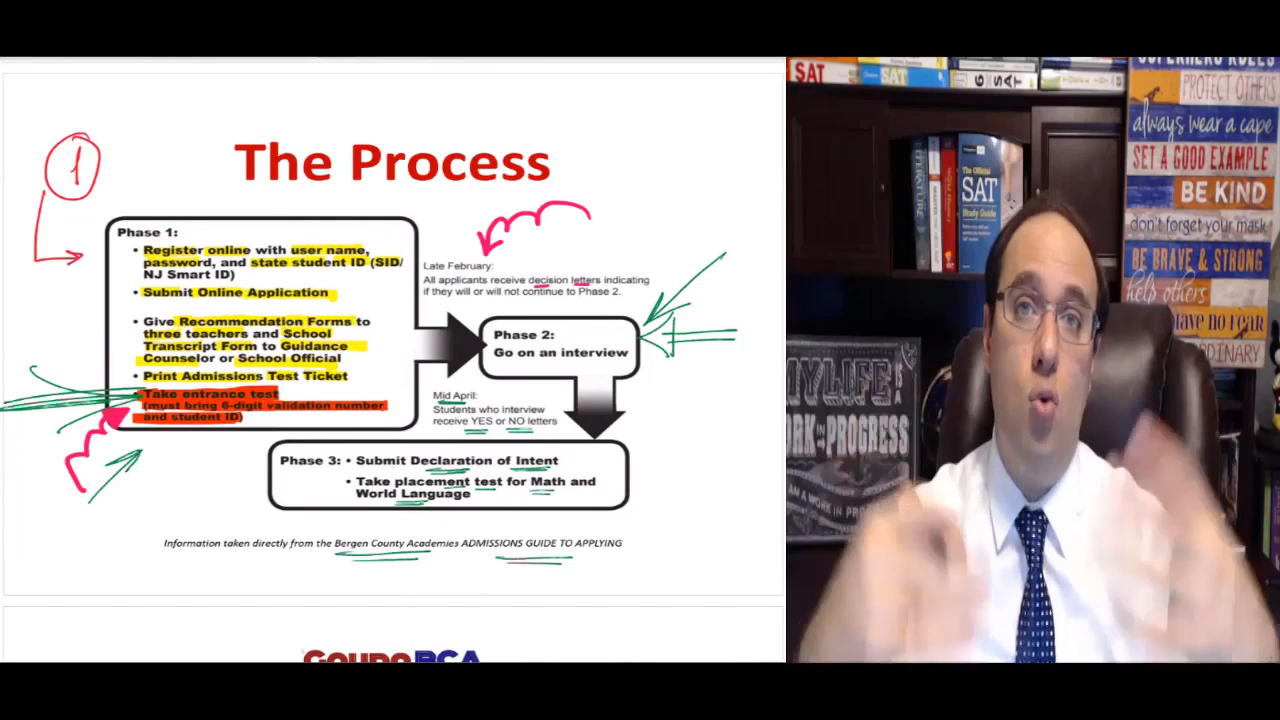 The Process
1
Phase 1:
• Register online with user name,
password, and state student ID (SID/
NJ Smart ID)
• Submit Online Application
• Give Recommendation Forms to
three teachers and School
Transcript Form to Guidance
Counselor or School Official
• Print Admissions Test Ticket
• Take entrance test
(must bring 6-digit validation number
and student ID)
Late February:
All applicants receive decision letters indicating
if they will or will not continue to Phase 2.
Phase 2:
Go on an interview
Mid April:
Students who interview
receive YES or NO letters
Phase 3: • Submit Declaration of Intent
• Take placement test for Math and
World Language
Information taken directly from the Bergen County Academies ADMISSIONS GUIDE TO APPLYING
SAT
SAT
6 SAT
LITERATURE
The Official
SAT
Study Guide
SUPERHERO RULES
PROTECT OTHERS
always wear a cape
SET A GOOD EXAMPLE
BE KIND
don't forget your mask
BE BRAVE & STRONG
help others
HAVE NO FEAR
MY LIFE
WORK IN PROGRESS
AM A WORK IN PROGRESS